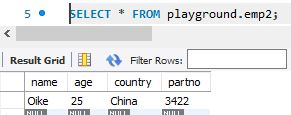 5 SELECT * FROM playground.emp2;
Result Grid Filter Rows:
name age country partno
Oike 25 China 3422
NULL NULL NULL NULL